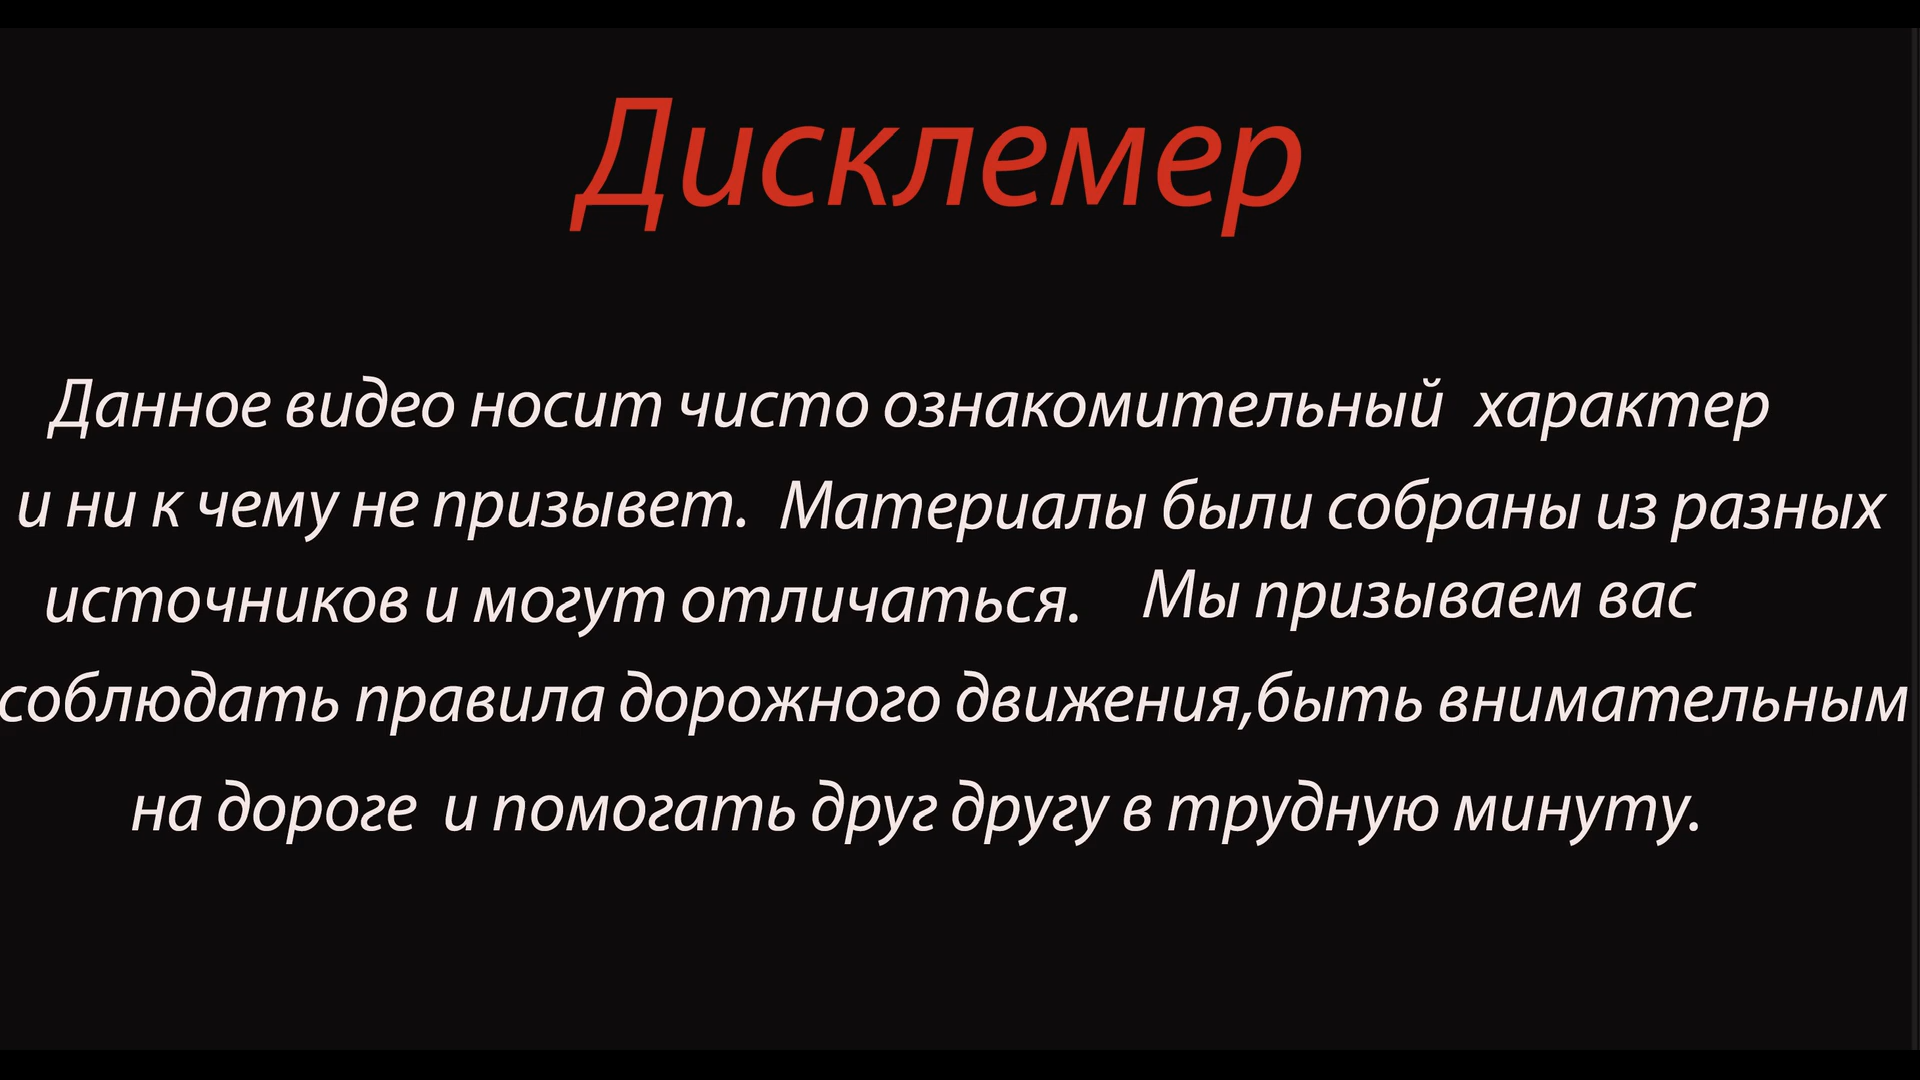 Дисклемер
Данное видео носит чисто ознакомительный характер
и ни к чему не призывет. Материалы были собраны из разных
источников и могут отличаться. Мы призываем вас
соблюдать правила дорожного движения,быть внимательным
на дороге и помогать друг другу в трудную минуту.